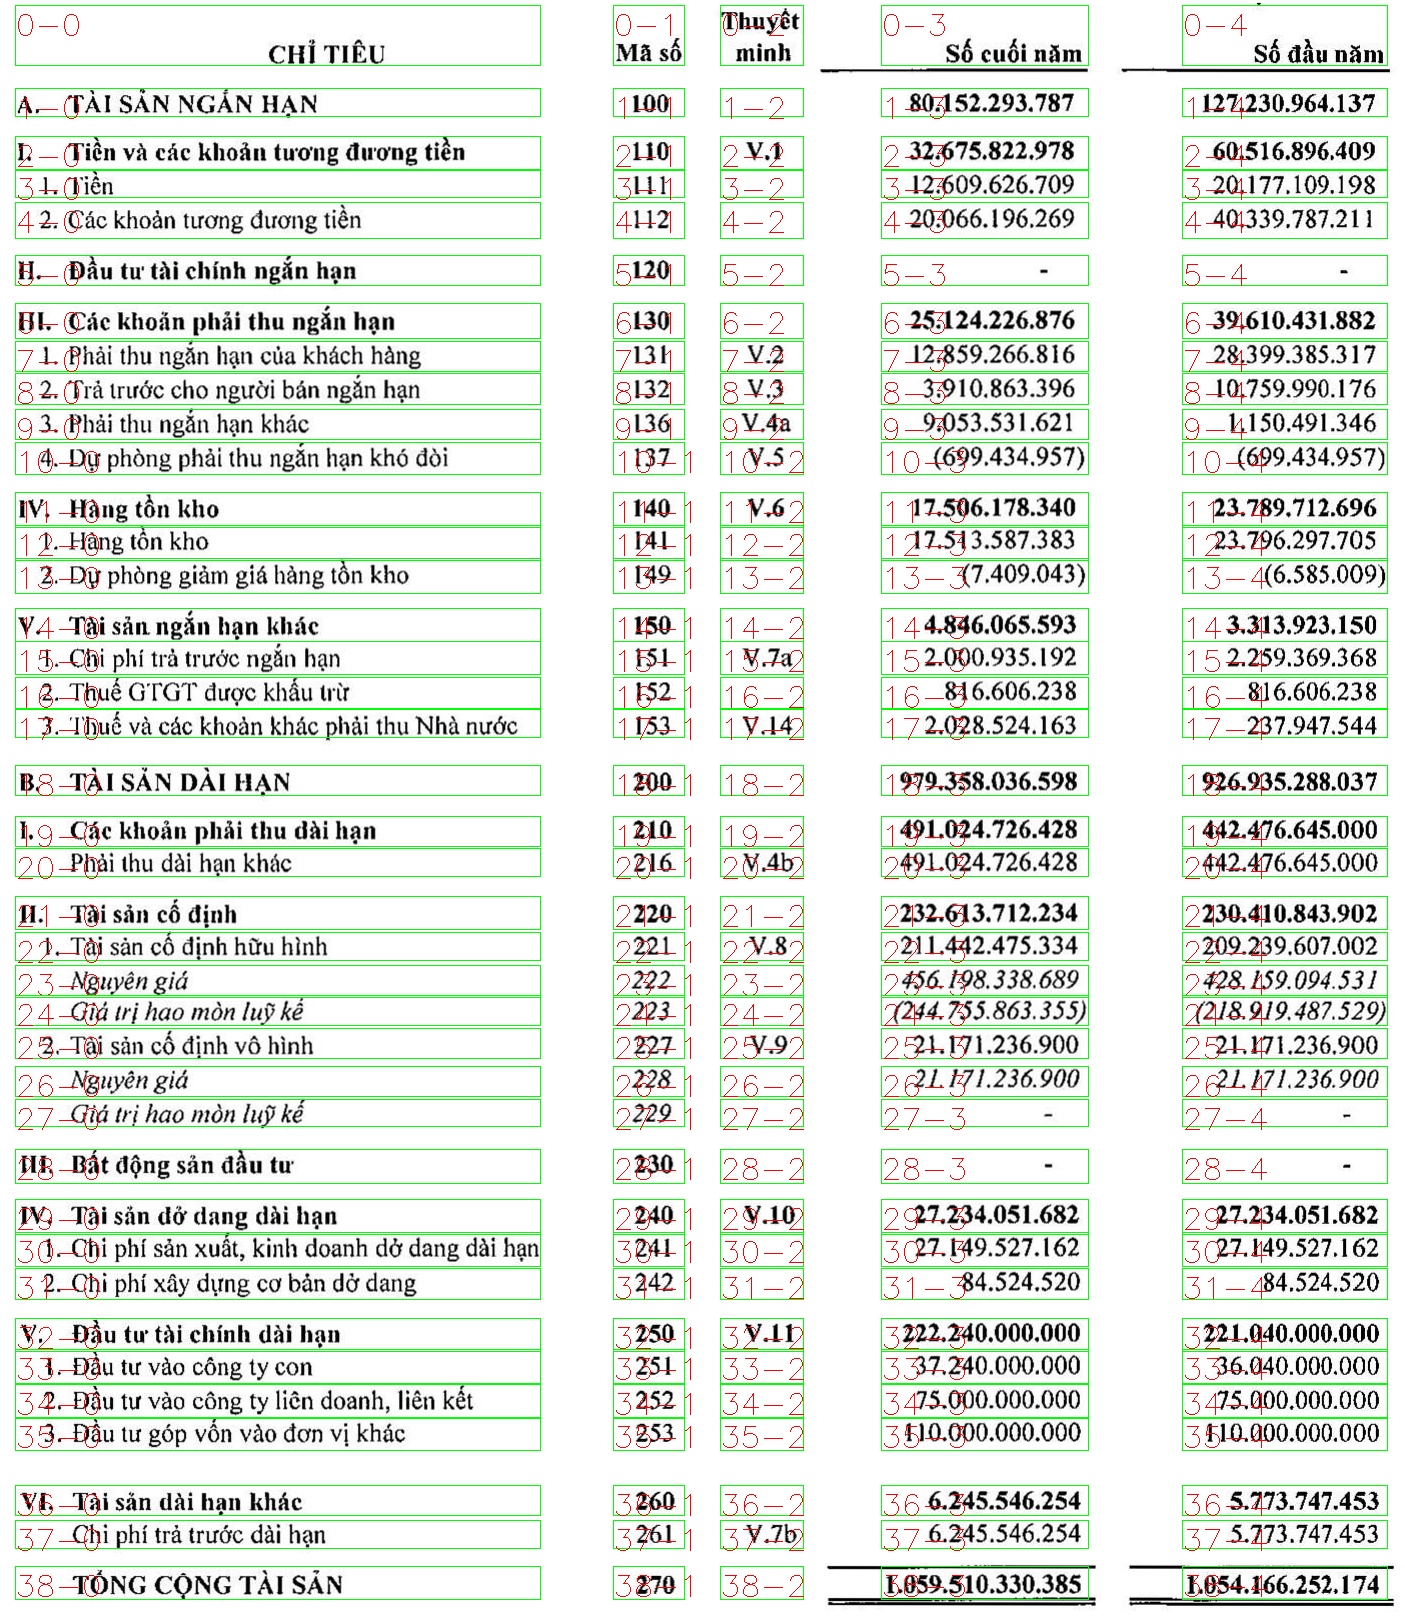 CHỈ TIÊU Mã số Thuyết minh Số cuối năm Số đầu năm
A. TÀI SẢN NGẮN HẠN 100 80.152.293.787 127.230.964.137
I. Tiền và các khoản tương đương tiền 110 V.1 32.675.822.978 60.516.896.409
1. Tiền 111 12.609.626.709 20.177.109.198
2. Các khoản tương đương tiền 112 20.066.196.269 40.339.787.211
II. Đầu tư tài chính ngắn hạn 120 - -
III. Các khoản phải thu ngắn hạn 130 25.124.226.876 39.610.431.882
1. Phải thu ngắn hạn của khách hàng 131 V.2 12.859.266.816 28.399.385.317
2. Trả trước cho người bán ngắn hạn 132 V.3 3.910.863.396 10.759.990.176
3. Phải thu ngắn hạn khác 136 V.4a 9.053.531.621 1.150.491.346
4. Dự phòng phải thu ngắn hạn khó đòi 137 V.5 (699.434.957) (699.434.957)
IV. Hàng tồn kho 140 V.6 17.506.178.340 23.789.712.696
1. Hàng tồn kho 141 17.513.587.383 23.796.297.705
2. Dự phòng giảm giá hàng tồn kho 149 (7.409.043) (6.585.009)
V. Tài sản ngắn hạn khác 150 4.846.065.593 3.313.923.150
1. Chi phí trả trước ngắn hạn 151 V.7a 2.000.935.192 2.259.369.368
2. Thuế GTGT được khấu trừ 152 816.606.238 816.606.238
3. Thuế và các khoản khác phải thu Nhà nước 153 V.14 2.028.524.163 237.947.544
B. TÀI SẢN DÀI HẠN 200 979.358.036.598 926.935.288.037
I. Các khoản phải thu dài hạn 210 491.024.726.428 442.476.645.000
Phải thu dài hạn khác 216 V.4b 491.024.726.428 442.476.645.000
II. Tài sản cố định 220 232.613.712.234 230.410.843.902
1. Tài sản cố định hữu hình 221 V.8 211.442.475.334 209.239.607.002
Nguyên giá 222 456.198.338.689 428.159.094.531
Giá trị hao mòn luỹ kế 223 (244.755.863.355) (218.919.487.529)
2. Tài sản cố định vô hình 227 V.9 21.171.236.900 21.171.236.900
Nguyên giá 228 21.171.236.900 21.171.236.900
Giá trị hao mòn luỹ kế 229 - -
III. Bất động sản đầu tư 230 - -
IV. Tài sản dở dang dài hạn 240 V.10 27.234.051.682 27.234.051.682
1. Chi phí sản xuất, kinh doanh dở dang dài hạn 241 27.149.527.162 27.149.527.162
2. Chi phí xây dựng cơ bản dở dang 242 84.524.520 84.524.520
V. Đầu tư tài chính dài hạn 250 V.11 222.240.000.000 221.040.000.000
1. Đầu tư vào công ty con 251 37.240.000.000 36.040.000.000
2. Đầu tư vào công ty liên doanh, liên kết 252 75.000.000.000 75.000.000.000
3. Đầu tư góp vốn vào đơn vị khác 253 110.000.000.000 110.000.000.000
VI. Tài sản dài hạn khác 260 6.245.546.254 5.773.747.453
Chi phí trả trước dài hạn 261 V.7b 6.245.546.254 5.773.747.453
TỔNG CỘNG TÀI SẢN 270 1.059.510.330.385 1.054.166.252.174